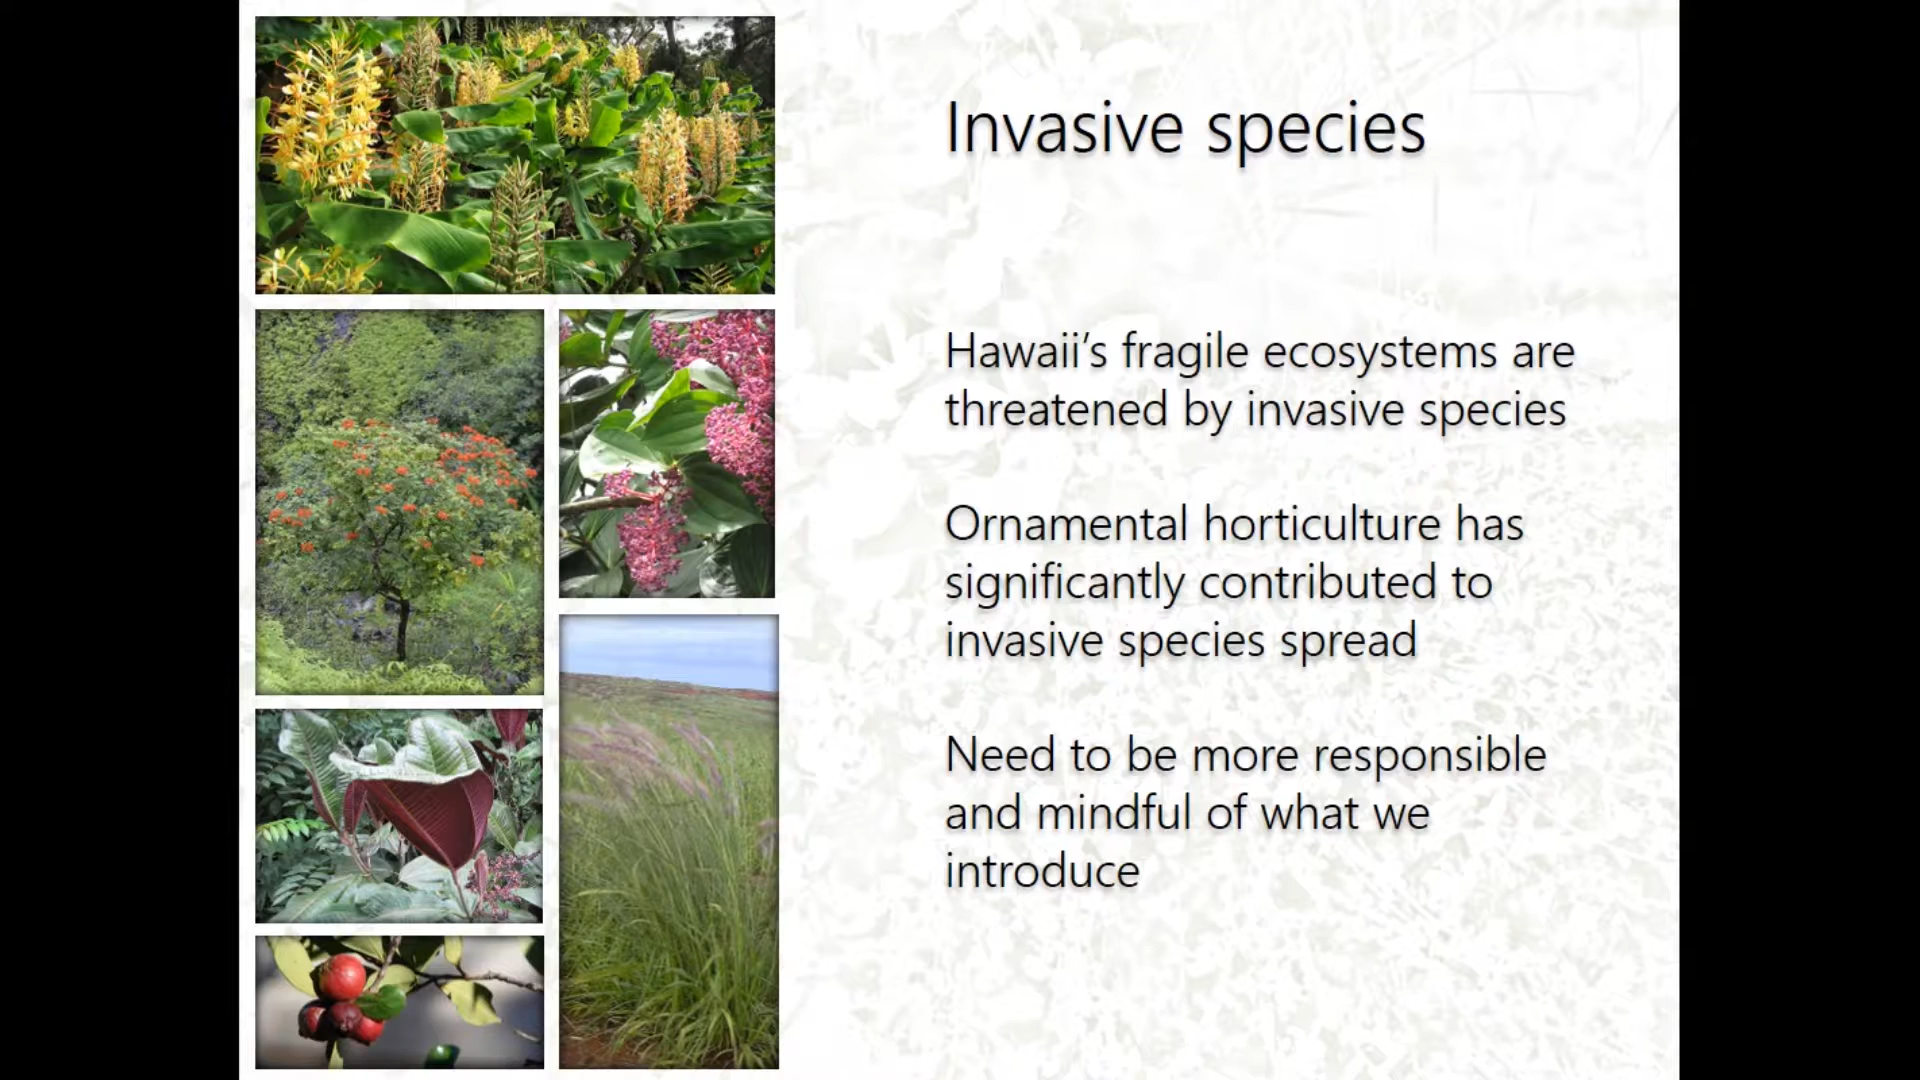 Invasive species
Hawaii’s fragile ecosystems are
threatened by invasive species
Ornamental horticulture has
significantly contributed to
invasive species spread
Need to be more responsible
and mindful of what we
introduce